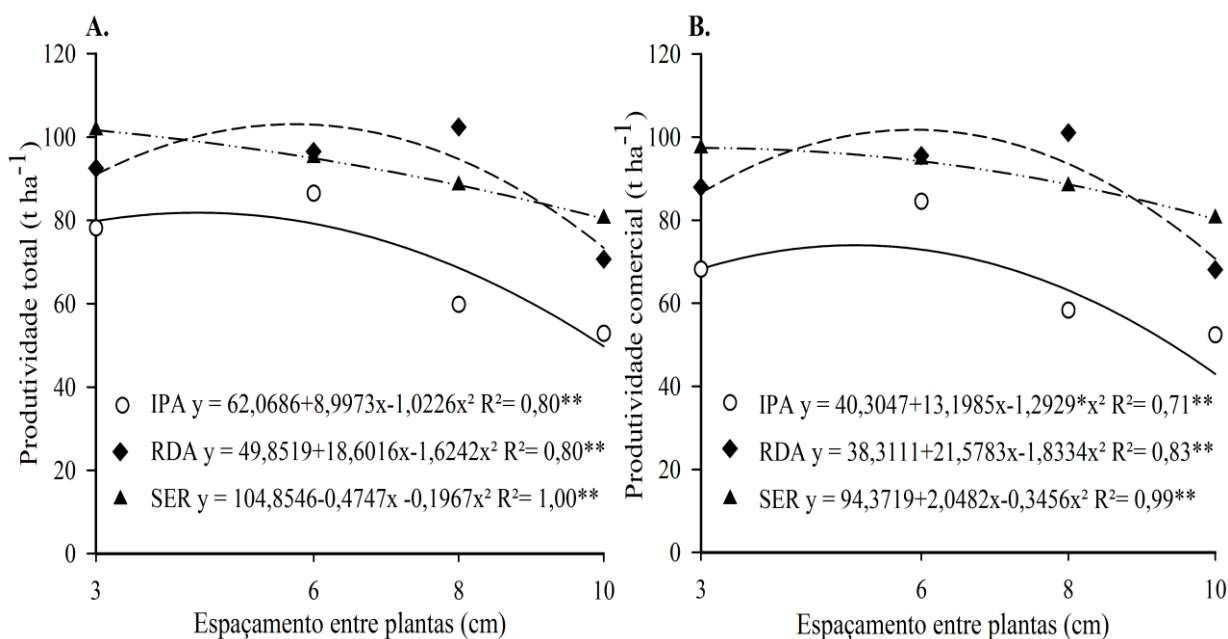 A.
120
100
80
60
40
20
0
Produtividade total (t ha⁻¹)
IPA y = 62,0686+8,9973x-1,0226x² R²= 0,80**
RDA y = 49,8519+18,6016x-1,6242x² R²= 0,80**
SER y = 104,8546-0,4747x -0,1967x² R²= 1,00**
3 6 8 10
Espaçamento entre plantas (cm)
B.
120
100
80
60
40
20
0
Produtividade comercial (t ha⁻¹)
IPA y = 40,3047+13,1985x-1,2929*x² R²= 0,71**
RDA y = 38,3111+21,5783x-1,8334x² R²= 0,83**
SER y = 94,3719+2,0482x-0,3456x² R²= 0,99**
3 6 8 10
Espaçamento entre plantas (cm)